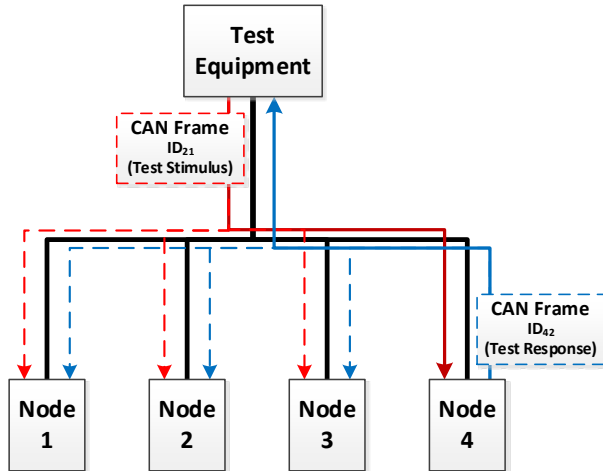 Test
Equipment
CAN Frame
ID₂₁
(Test Stimulus)
CAN Frame
ID₄₂
(Test Response)
Node
1
Node
2
Node
3
Node
4